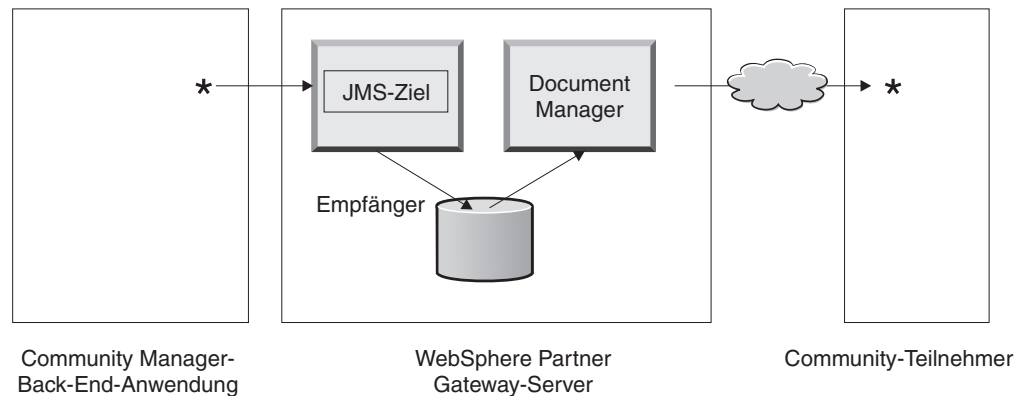 *
JMS-Ziel
Document
Manager
*
Empfänger
Community Manager-
Back-End-Anwendung
WebSphere Partner
Gateway-Server
Community-Teilnehmer